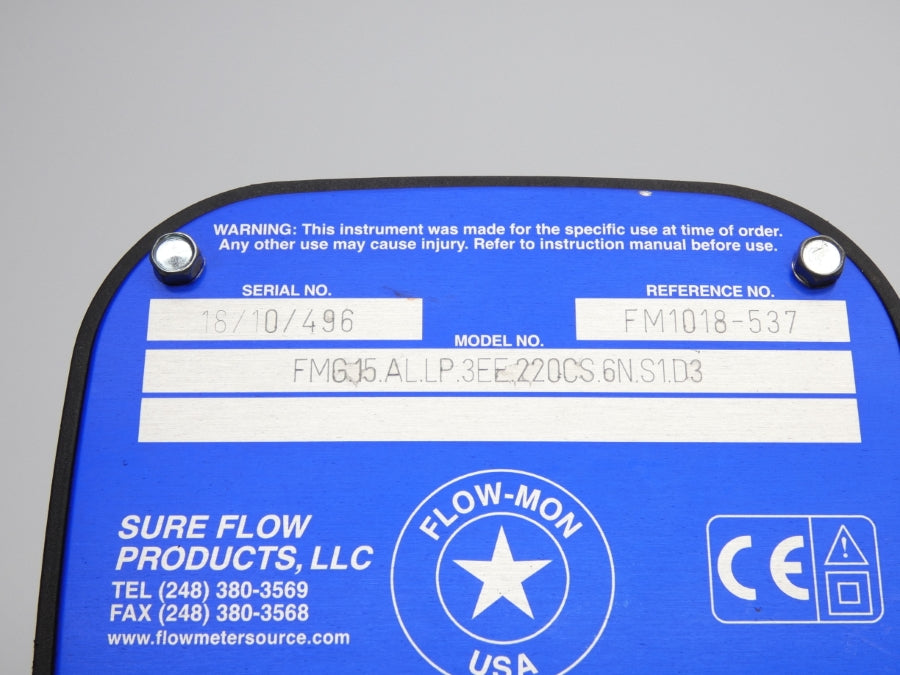 WARNING: This instrument was made for the specific use at time of order.
Any other use may cause injury. Refer to instruction manual before use.
SERIAL NO.
18/10/496
REFERENCE NO.
FM1018-537
MODEL NO.
FMG.15.AL.LP.3EE.220CS.6N.S1.D3
SURE FLOW
PRODUCTS, LLC
TEL (248) 380-3569
FAX (248) 380-3568
www.flowmetersource.com
FLOW-MON
USA
CE